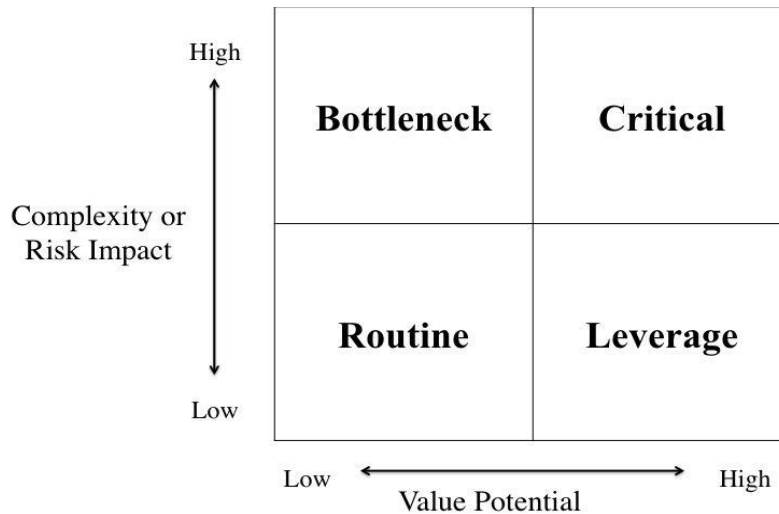 High
Bottleneck
Critical
Complexity or
Risk Impact
Routine
Leverage
Low
Low
High
Value Potential